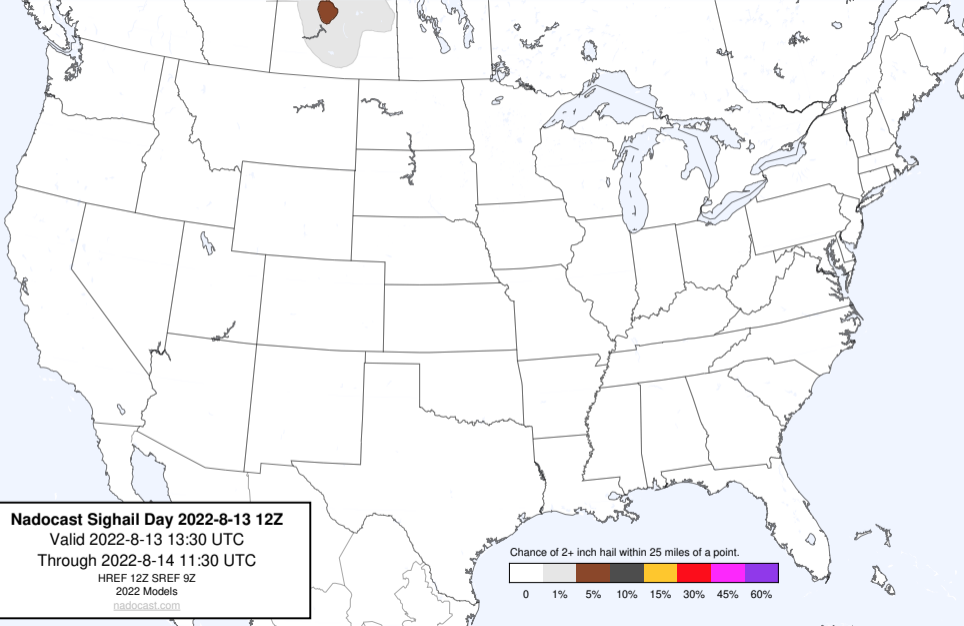 Nadocast Sighail Day 2022-8-13 12Z
Valid 2022-8-13 13:30 UTC
Through 2022-8-14 11:30 UTC
HREF 12Z SREF 9Z
2022 Models
nadocast.com
Chance of 2+ inch hail within 25 miles of a point.
0 1% 5% 10% 15% 30% 45% 60%